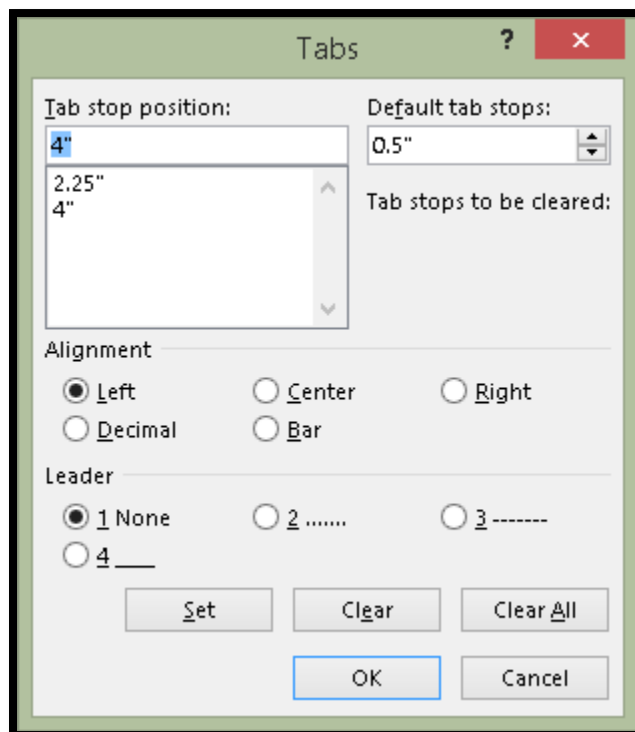 Tabs ?
Tab stop position: Default tab stops:
4" 0.5"
2.25" Tab stops to be cleared:
4"
Alignment
Left Center Right
Decimal Bar
Leader
1 None 2 ....... 3 -------
4 ___
Set Clear Clear All
OK Cancel